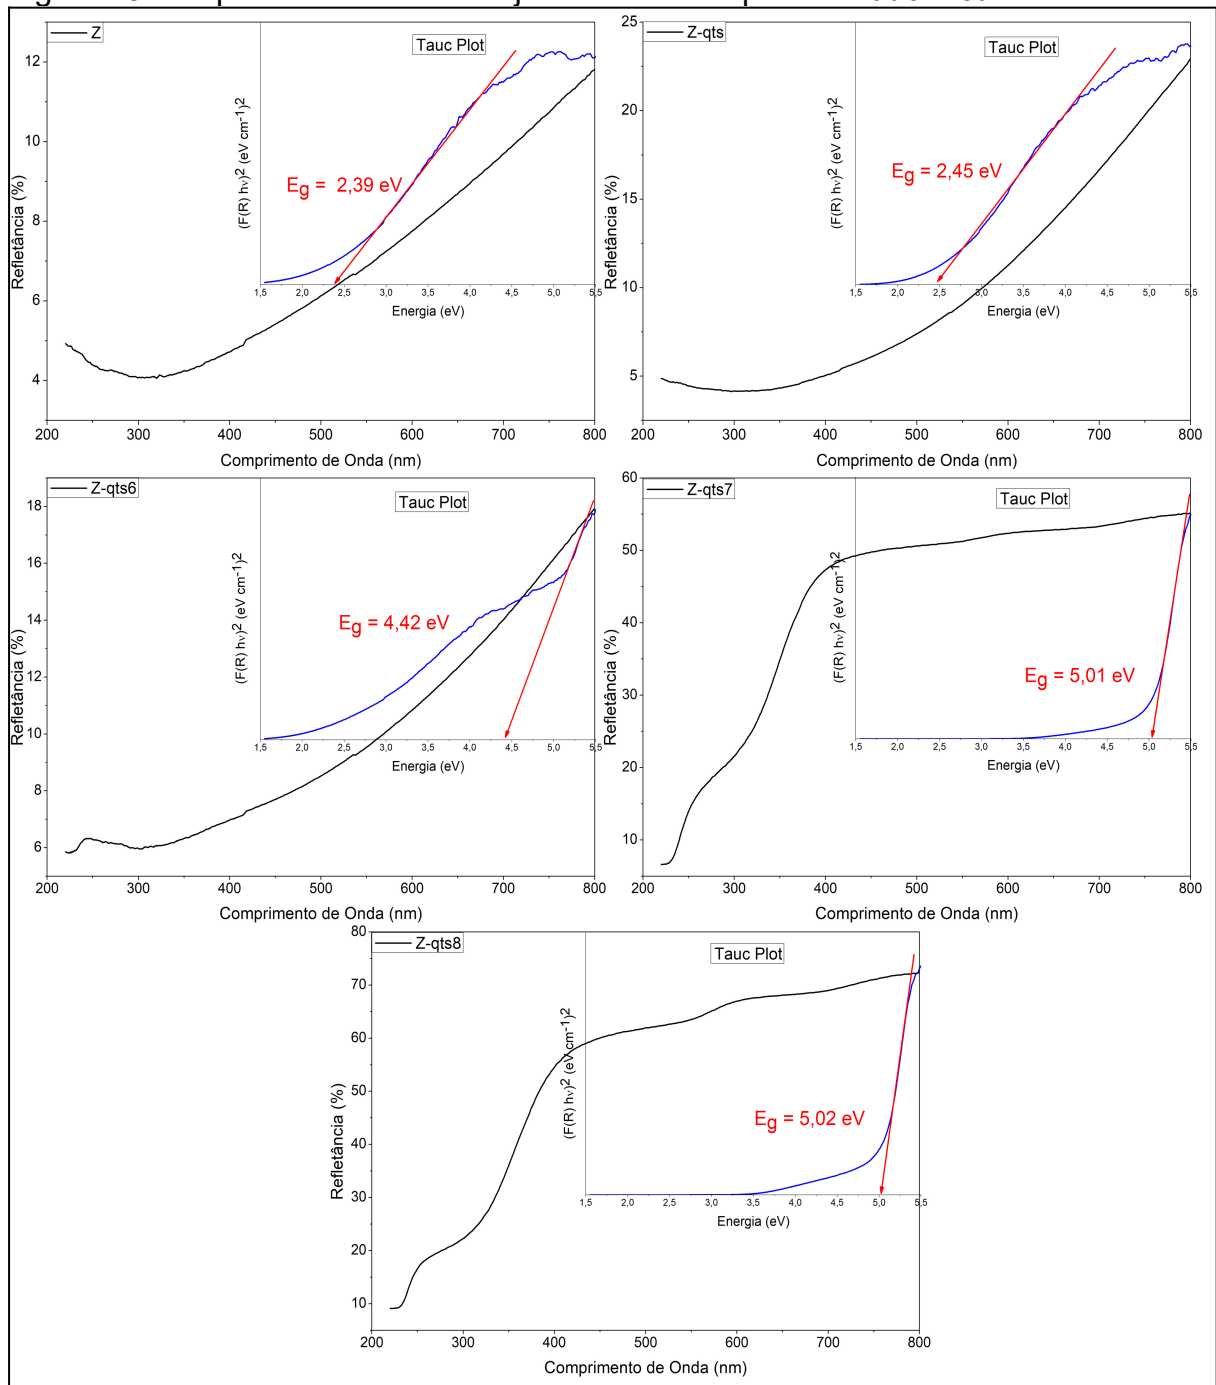 Z
Tauc Plot
12
10
8
6
4
Refletância (%)
(F(R) hν)2 (eV cm-1)2
Eg = 2,39 eV
1,5 2,0 2,5 3,0 3,5 4,0 4,5 5,0 5,5
Energia (eV)
200 300 400 500 600 700 800
Comprimento de Onda (nm)
Z-qts
Tauc Plot
25
20
15
10
5
Refletância (%)
(F(R) hν)2 (eV cm-1)2
Eg = 2,45 eV
1,5 2,0 2,5 3,0 3,5 4,0 4,5 5,0 5,5
Energia (eV)
200 300 400 500 600 700 800
Comprimento de Onda (nm)
Z-qts6
Tauc Plot
18
16
14
12
10
8
6
Refletância (%)
(F(R) hν)2 (eV cm-1)2
Eg = 4,42 eV
1,5 2,0 2,5 3,0 3,5 4,0 4,5 5,0 5,5
Energia (eV)
200 300 400 500 600 700 800
Comprimento de Onda (nm)
Z-qts7
Tauc Plot
60
50
40
30
20
10
Refletância (%)
(F(R) hν)2 (eV cm-1)2
Eg = 5,01 eV
1,5 2,0 2,5 3,0 3,5 4,0 4,5 5,0 5,5
Energia (eV)
200 300 400 500 600 700 800
Comprimento de Onda (nm)
Z-qts8
Tauc Plot
80
70
60
50
40
30
20
10
Refletância (%)
(F(R) hν)2 (eV cm-1)2
Eg = 5,02 eV
1,5 2,0 2,5 3,0 3,5 4,0 4,5 5,0 5,5
Energia (eV)
200 300 400 500 600 700 800
Comprimento de Onda (nm)